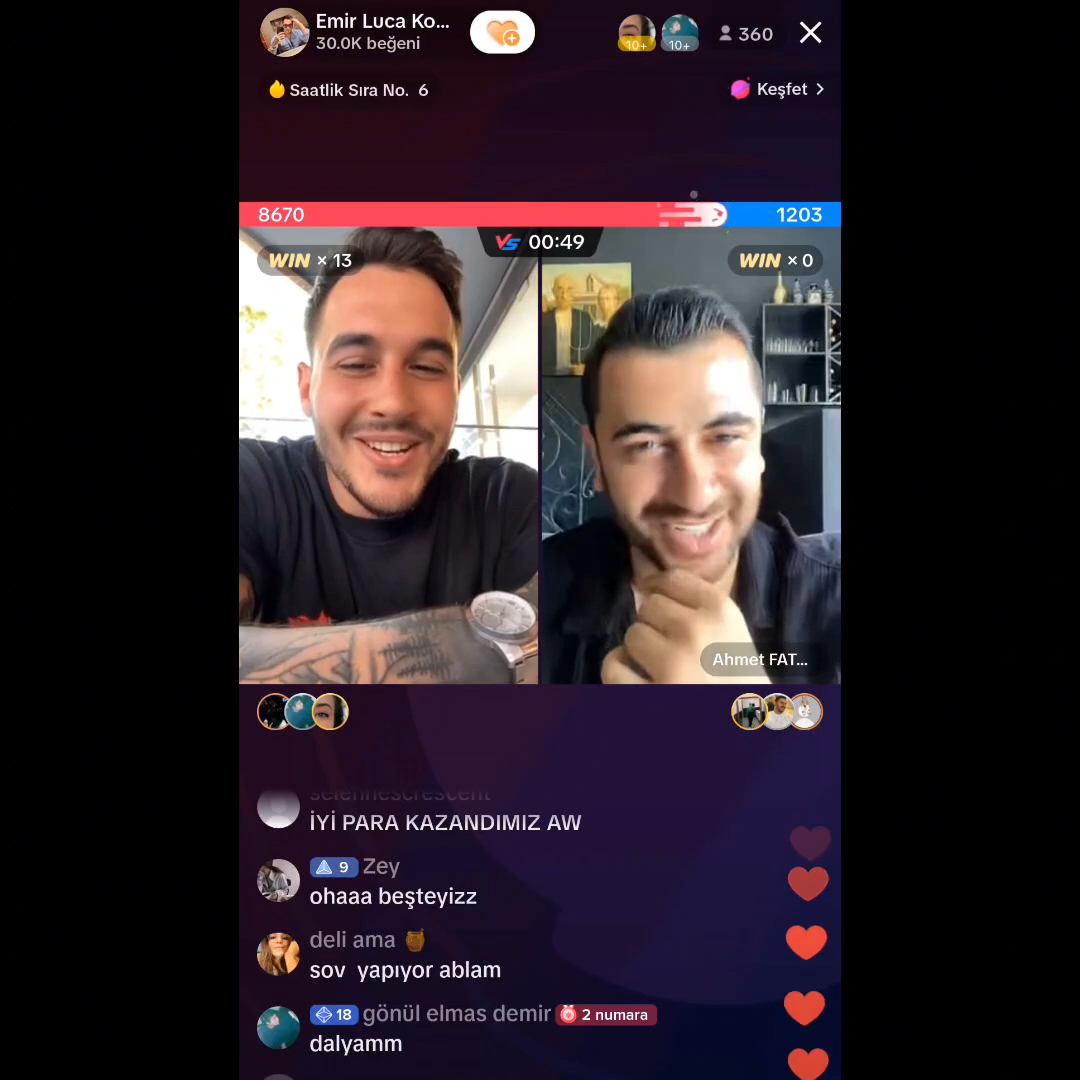 Emir Luca Ko...
30.0K beğeni
10+
10+
360
Saatlik Sıra No. 6
Keşfet
8670
1203
VS 00:49
WIN × 13
WIN × 0
Ahmet FAT...
selennescrescent
İYİ PARA KAZANDIMIZ AW
9 Zey
ohaaa beşteyizz
deli ama
sov yapıyor ablam
18 gönül elmas demir 2 numara
dalyamm